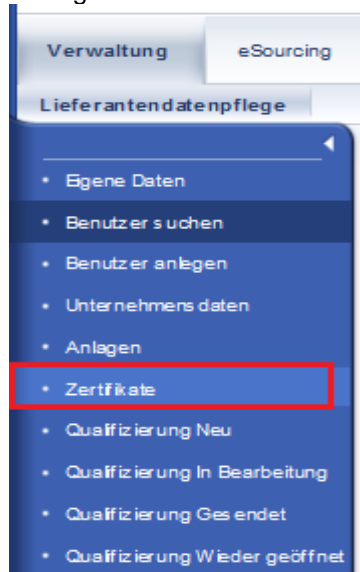 Verwaltung eSourcing
Lieferantendatenpflege
• Eigene Daten
• Benutzer suchen
• Benutzer anlegen
• Unternehmensdaten
• Anlagen
• Zertifikate
• Qualifizierung Neu
• Qualifizierung In Bearbeitung
• Qualifizierung Gesendet
• Qualifizierung Wieder geöffnet